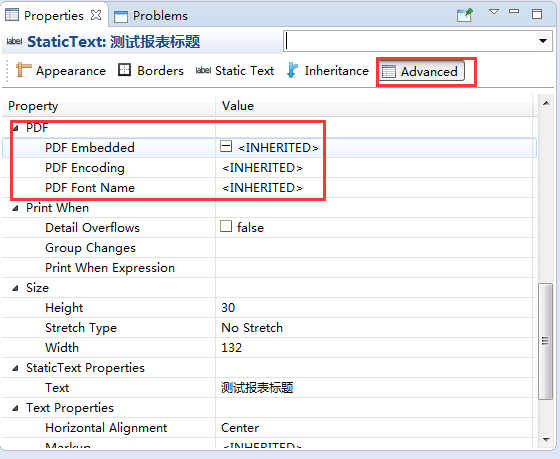 Properties Problems
label StaticText: 测试报表标题
Appearance Borders label Static Text Inheritance Advanced
Property Value
PDF
PDF Embedded <INHERITED>
PDF Encoding <INHERITED>
PDF Font Name <INHERITED>
Print When
Detail Overflows false
Group Changes
Print When Expression
Size
Height 30
Stretch Type No Stretch
Width 132
StaticText Properties
Text 测试报表标题
Text Properties
Horizontal Alignment Center
Markup <INHERITED>